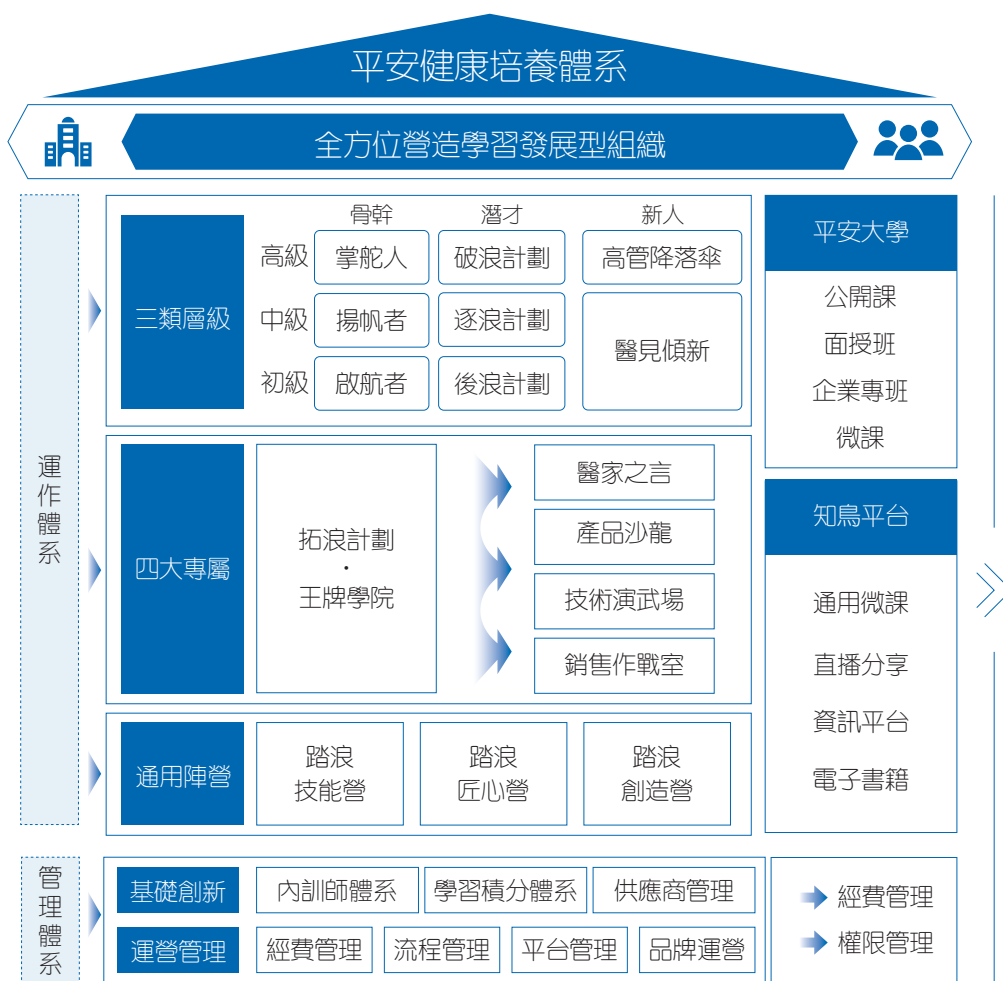 平安健康培養體系
全方位營造學習發展型組織
運作體系
三類層級
骨幹 潛才 新人
高級 掌舵人 破浪計劃 高管降落傘
中級 揚帆者 逐浪計劃
醫見傾新
初級 啟航者 後浪計劃
四大專屬
拓浪計劃
·
王牌學院
醫家之言
產品沙龍
技術演武場
銷售作戰室
通用陣營
踏浪
技能營
踏浪
匠心營
踏浪
創造營
平安大學
公開課
面授班
企業專班
微課
知鳥平台
通用微課
直播分享
資訊平台
電子書籍
管理體系
基礎創新 內訓師體系 學習積分體系 供應商管理
運營管理 經費管理 流程管理 平台管理 品牌運營
經費管理
權限管理